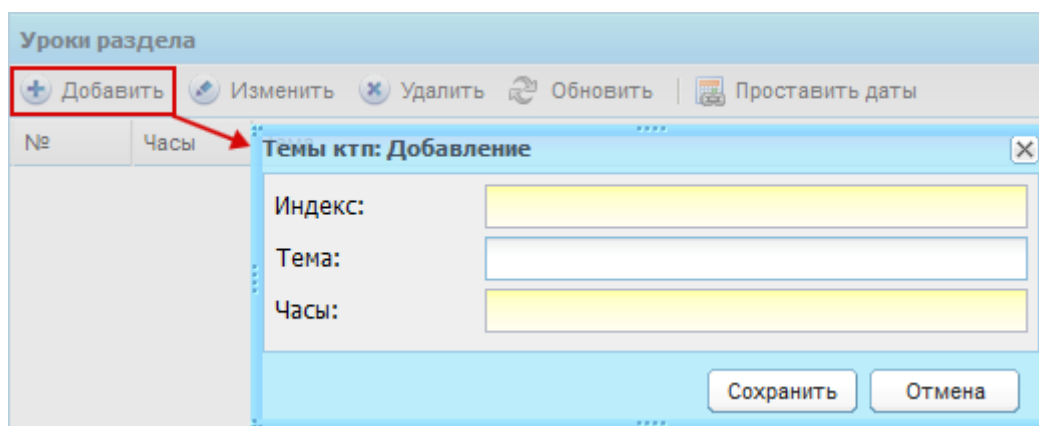 Уроки раздела
Добавить Изменить Удалить Обновить Проставить даты
№ Часы
Темы ктп: Добавление
Индекс:
Тема:
Часы:
Сохранить Отмена